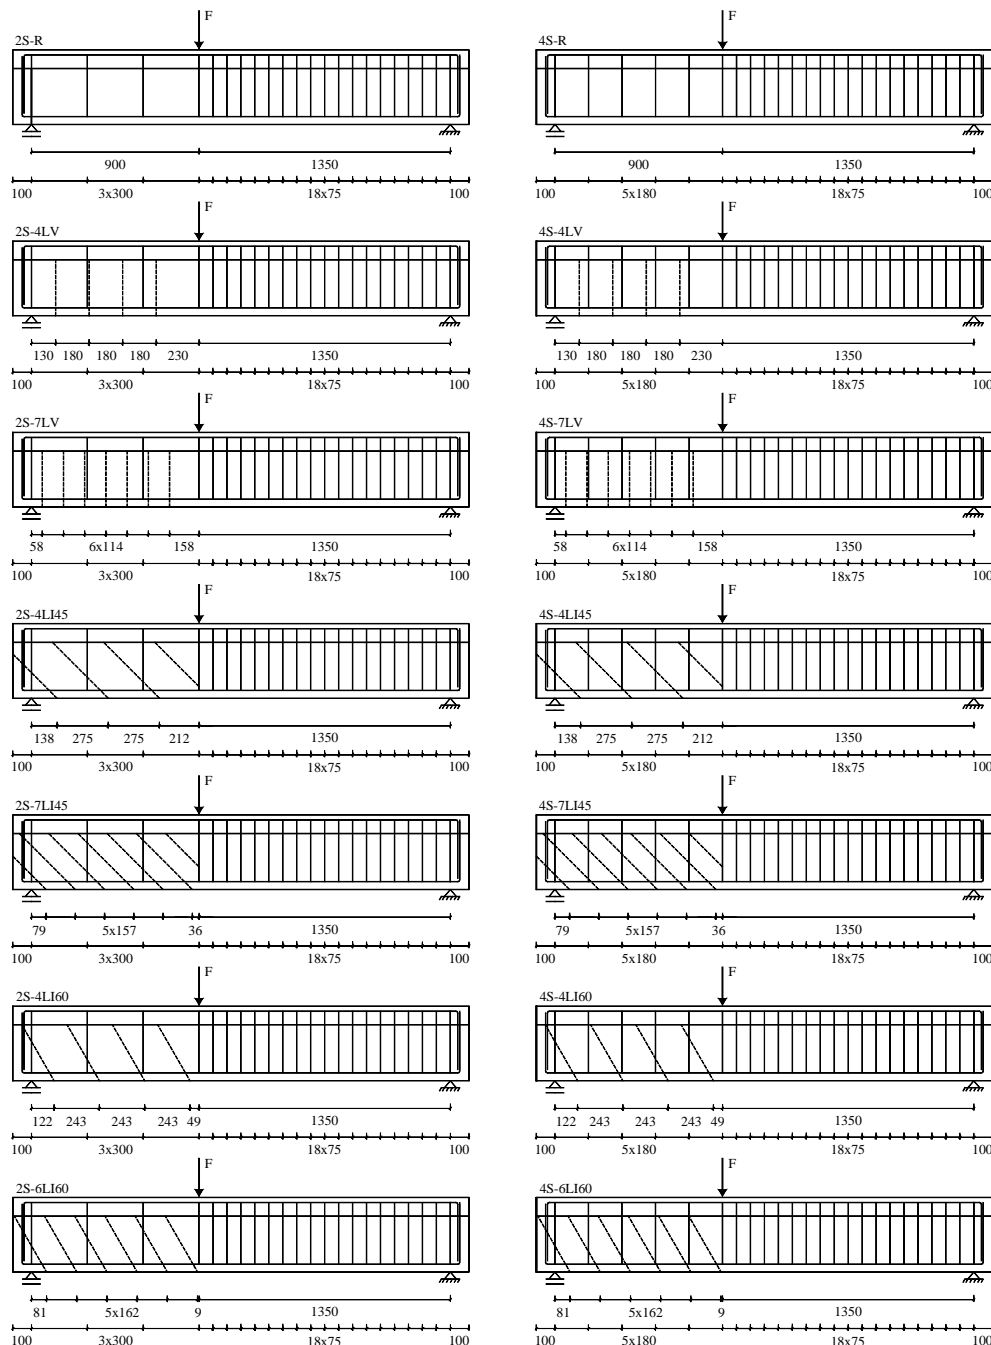 F F
2S-R 4S-R
900 1350 900 1350
100 3x300 18x75 100 100 5x180 18x75 100
F F
2S-4LV 4S-4LV
130 180 180 180 230 1350 130 180 180 180 230 1350
100 3x300 18x75 100 100 5x180 18x75 100
F F
2S-7LV 4S-7LV
58 6x114 158 1350 58 6x114 158 1350
100 3x300 18x75 100 100 5x180 18x75 100
F F
2S-4LI45 4S-4LI45
138 275 275 212 1350 138 275 275 212 1350
100 3x300 18x75 100 100 5x180 18x75 100
F F
2S-7LI45 4S-7LI45
79 5x157 36 1350 79 5x157 36 1350
100 3x300 18x75 100 100 5x180 18x75 100
F F
2S-4LI60 4S-4LI60
122 243 243 243 49 1350 122 243 243 243 49 1350
100 3x300 18x75 100 100 5x180 18x75 100
F F
2S-6LI60 4S-6LI60
81 5x162 9 1350 81 5x162 9 1350
100 3x300 18x75 100 100 5x180 18x75 100